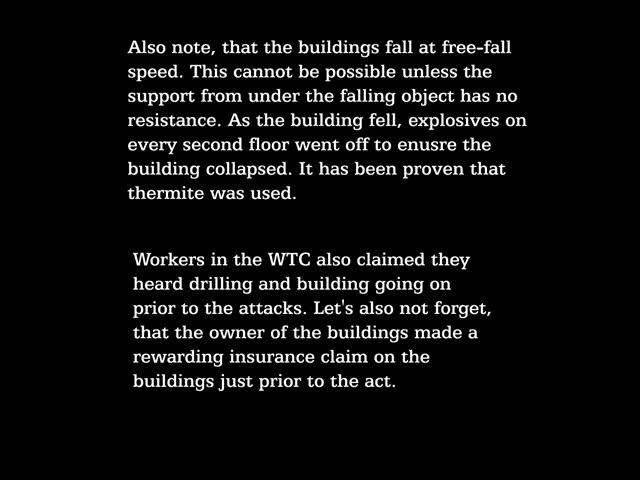 Also note, that the buildings fall at free-fall
speed. This cannot be possible unless the
support from under the falling object has no
resistance. As the building fell, explosives on
every second floor went off to enusre the
building collapsed. It has been proven that
thermite was used.
Workers in the WTC also claimed they
heard drilling and building going on
prior to the attacks. Let's also not forget,
that the owner of the buildings made a
rewarding insurance claim on the
buildings just prior to the act.